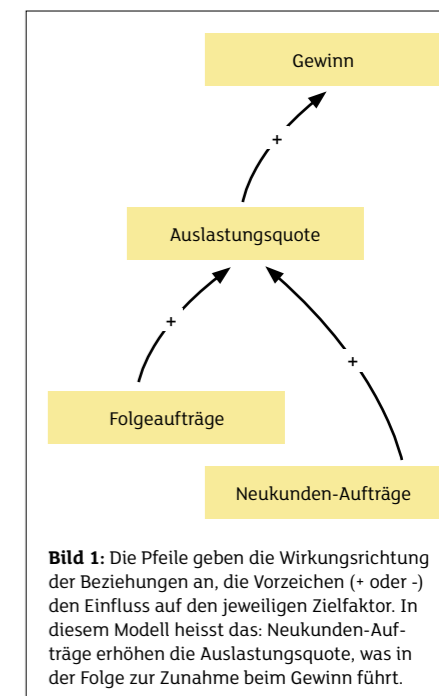 Gewinn
+
Auslastungsquote
+
+
Folgeaufträge
Neukunden-Aufträge
Bild 1: Die Pfeile geben die Wirkungsrichtung
der Beziehungen an, die Vorzeichen (+ oder -)
den Einfluss auf den jeweiligen Zielfaktor. In
diesem Modell heisst das: Neukunden-Auf-
träge erhöhen die Auslastungsquote, was in
der Folge zur Zunahme beim Gewinn führt.